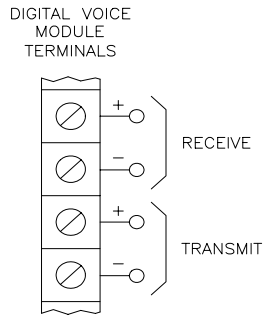 DIGITAL VOICE
MODULE
TERMINALS
+
RECEIVE
−
+
TRANSMIT
−